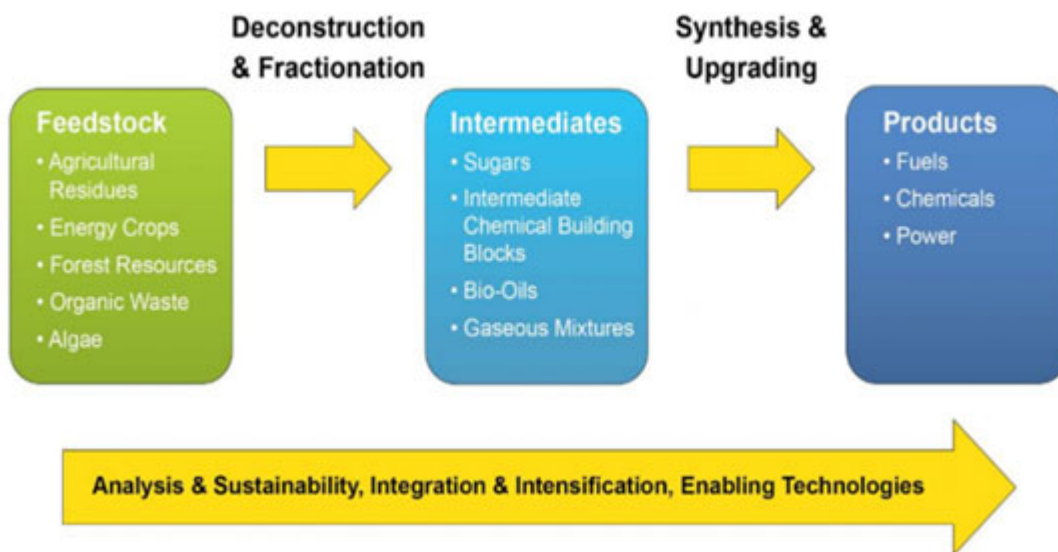 Deconstruction
& Fractionation
Synthesis &
Upgrading
Feedstock
• Agricultural
Residues
• Energy Crops
• Forest Resources
• Organic Waste
• Algae
Intermediates
• Sugars
• Intermediate
Chemical Building
Blocks
• Bio-Oils
• Gaseous Mixtures
Products
• Fuels
• Chemicals
• Power
Analysis & Sustainability, Integration & Intensification, Enabling Technologies